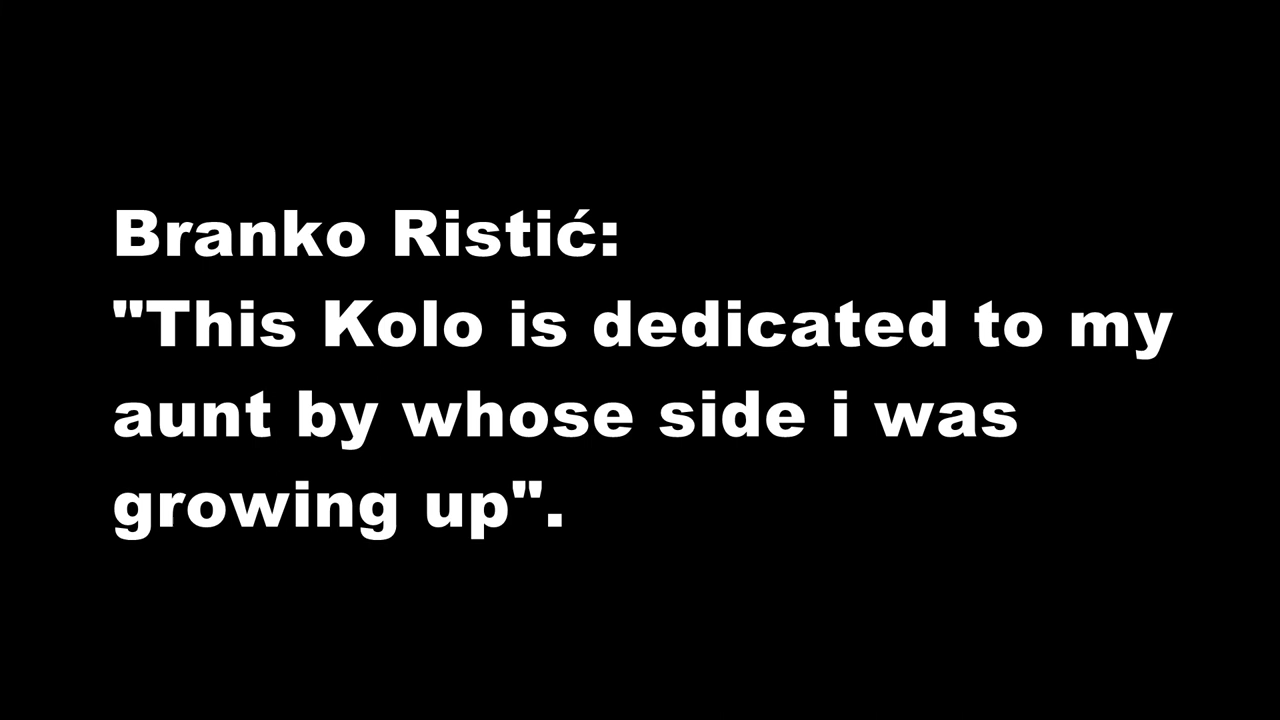 Branko Ristić:
"This Kolo is dedicated to my
aunt by whose side i was
growing up".